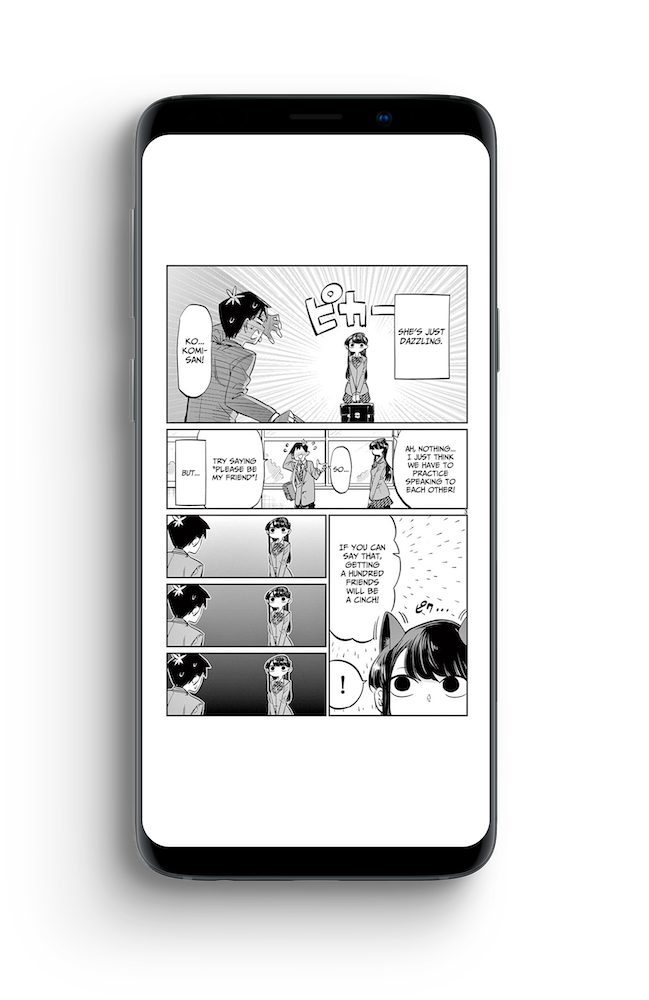 SHE'S JUST
DAZZLING.
ピカー
KO...
KOMI-
SAN!
AH, NOTHING...
I JUST THINK
WE HAVE TO
PRACTICE
SPEAKING TO
EACH OTHER!
SO...
TRY SAYING
"PLEASE BE
MY FRIEND"!
BUT...
IF YOU CAN
SAY THAT,
GETTING
A HUNDRED
FRIENDS
WILL BE
A CINCH!
ピク...
!